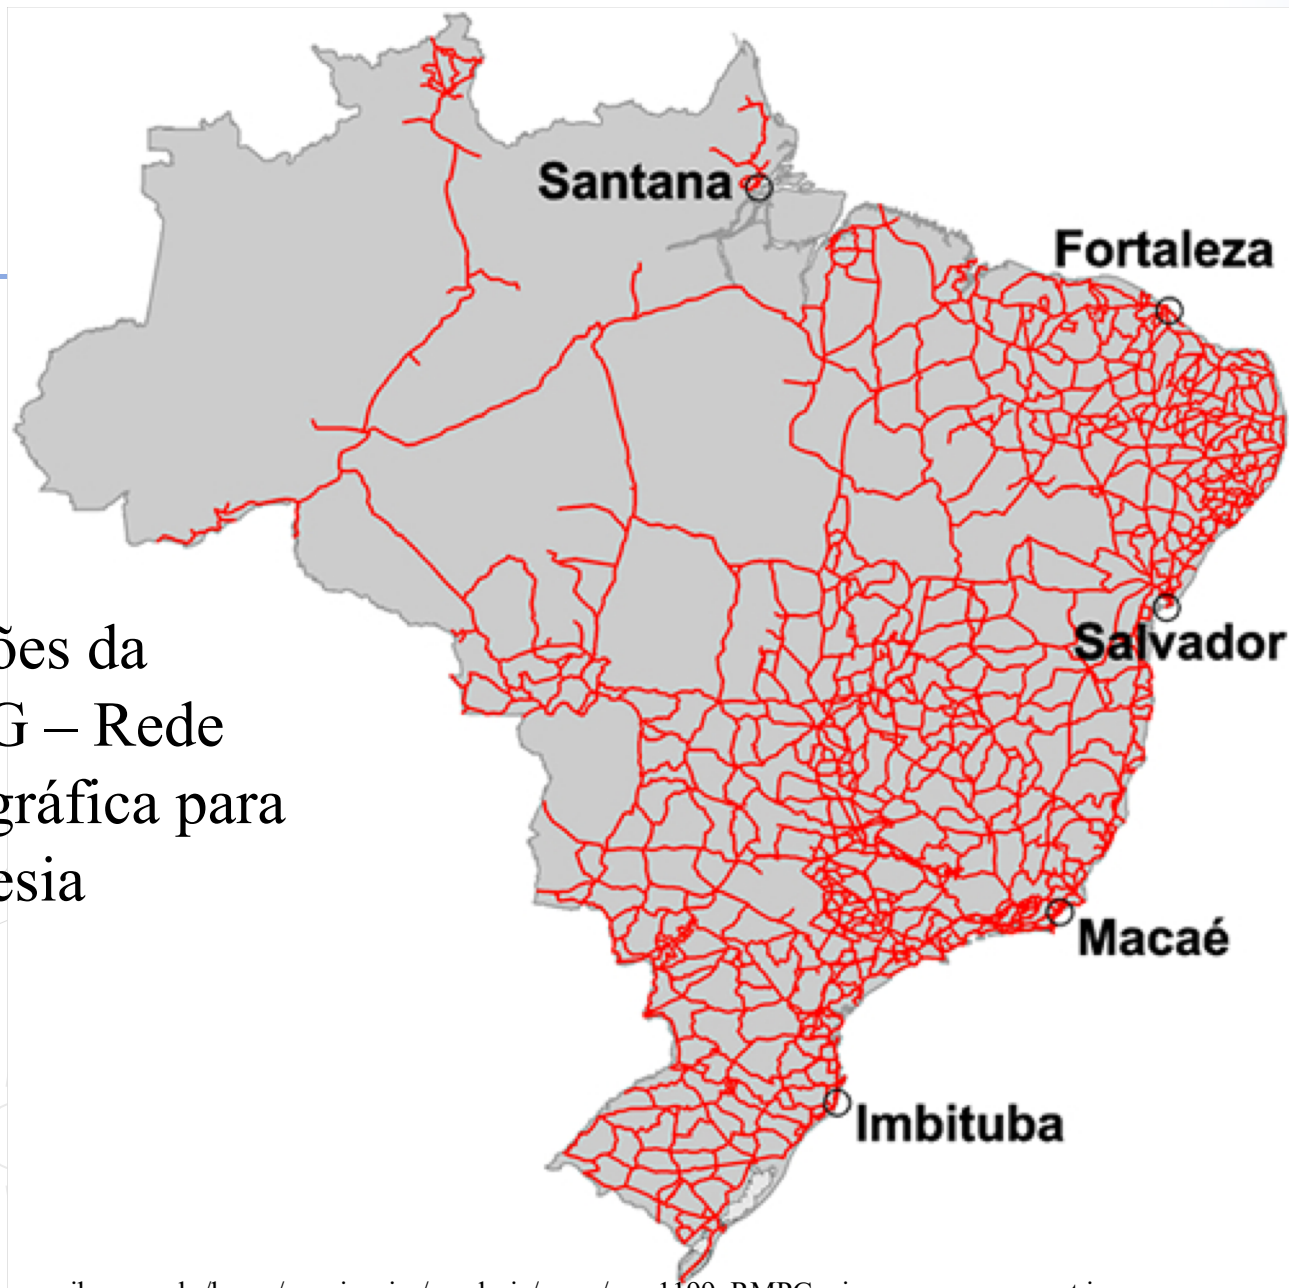 Santana
Fortaleza
Salvador
ões da
G – Rede
gráfica para
esia
Macaé
Imbituba